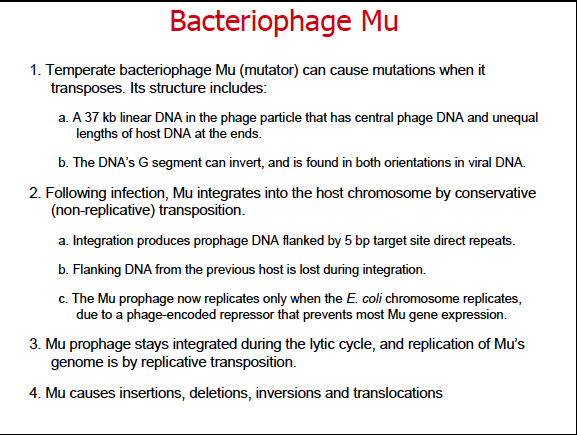 Bacteriophage Mu
1. Temperate bacteriophage Mu (mutator) can cause mutations when it
transposes. Its structure includes:
a. A 37 kb linear DNA in the phage particle that has central phage DNA and unequal
lengths of host DNA at the ends.
b. The DNA's G segment can invert, and is found in both orientations in viral DNA.
2. Following infection, Mu integrates into the host chromosome by conservative
(non-replicative) transposition.
a. Integration produces prophage DNA flanked by 5 bp target site direct repeats.
b. Flanking DNA from the previous host is lost during integration.
c. The Mu prophage now replicates only when the E. coli chromosome replicates,
due to a phage-encoded repressor that prevents most Mu gene expression.
3. Mu prophage stays integrated during the lytic cycle, and replication of Mu's
genome is by replicative transposition.
4. Mu causes insertions, deletions, inversions and translocations